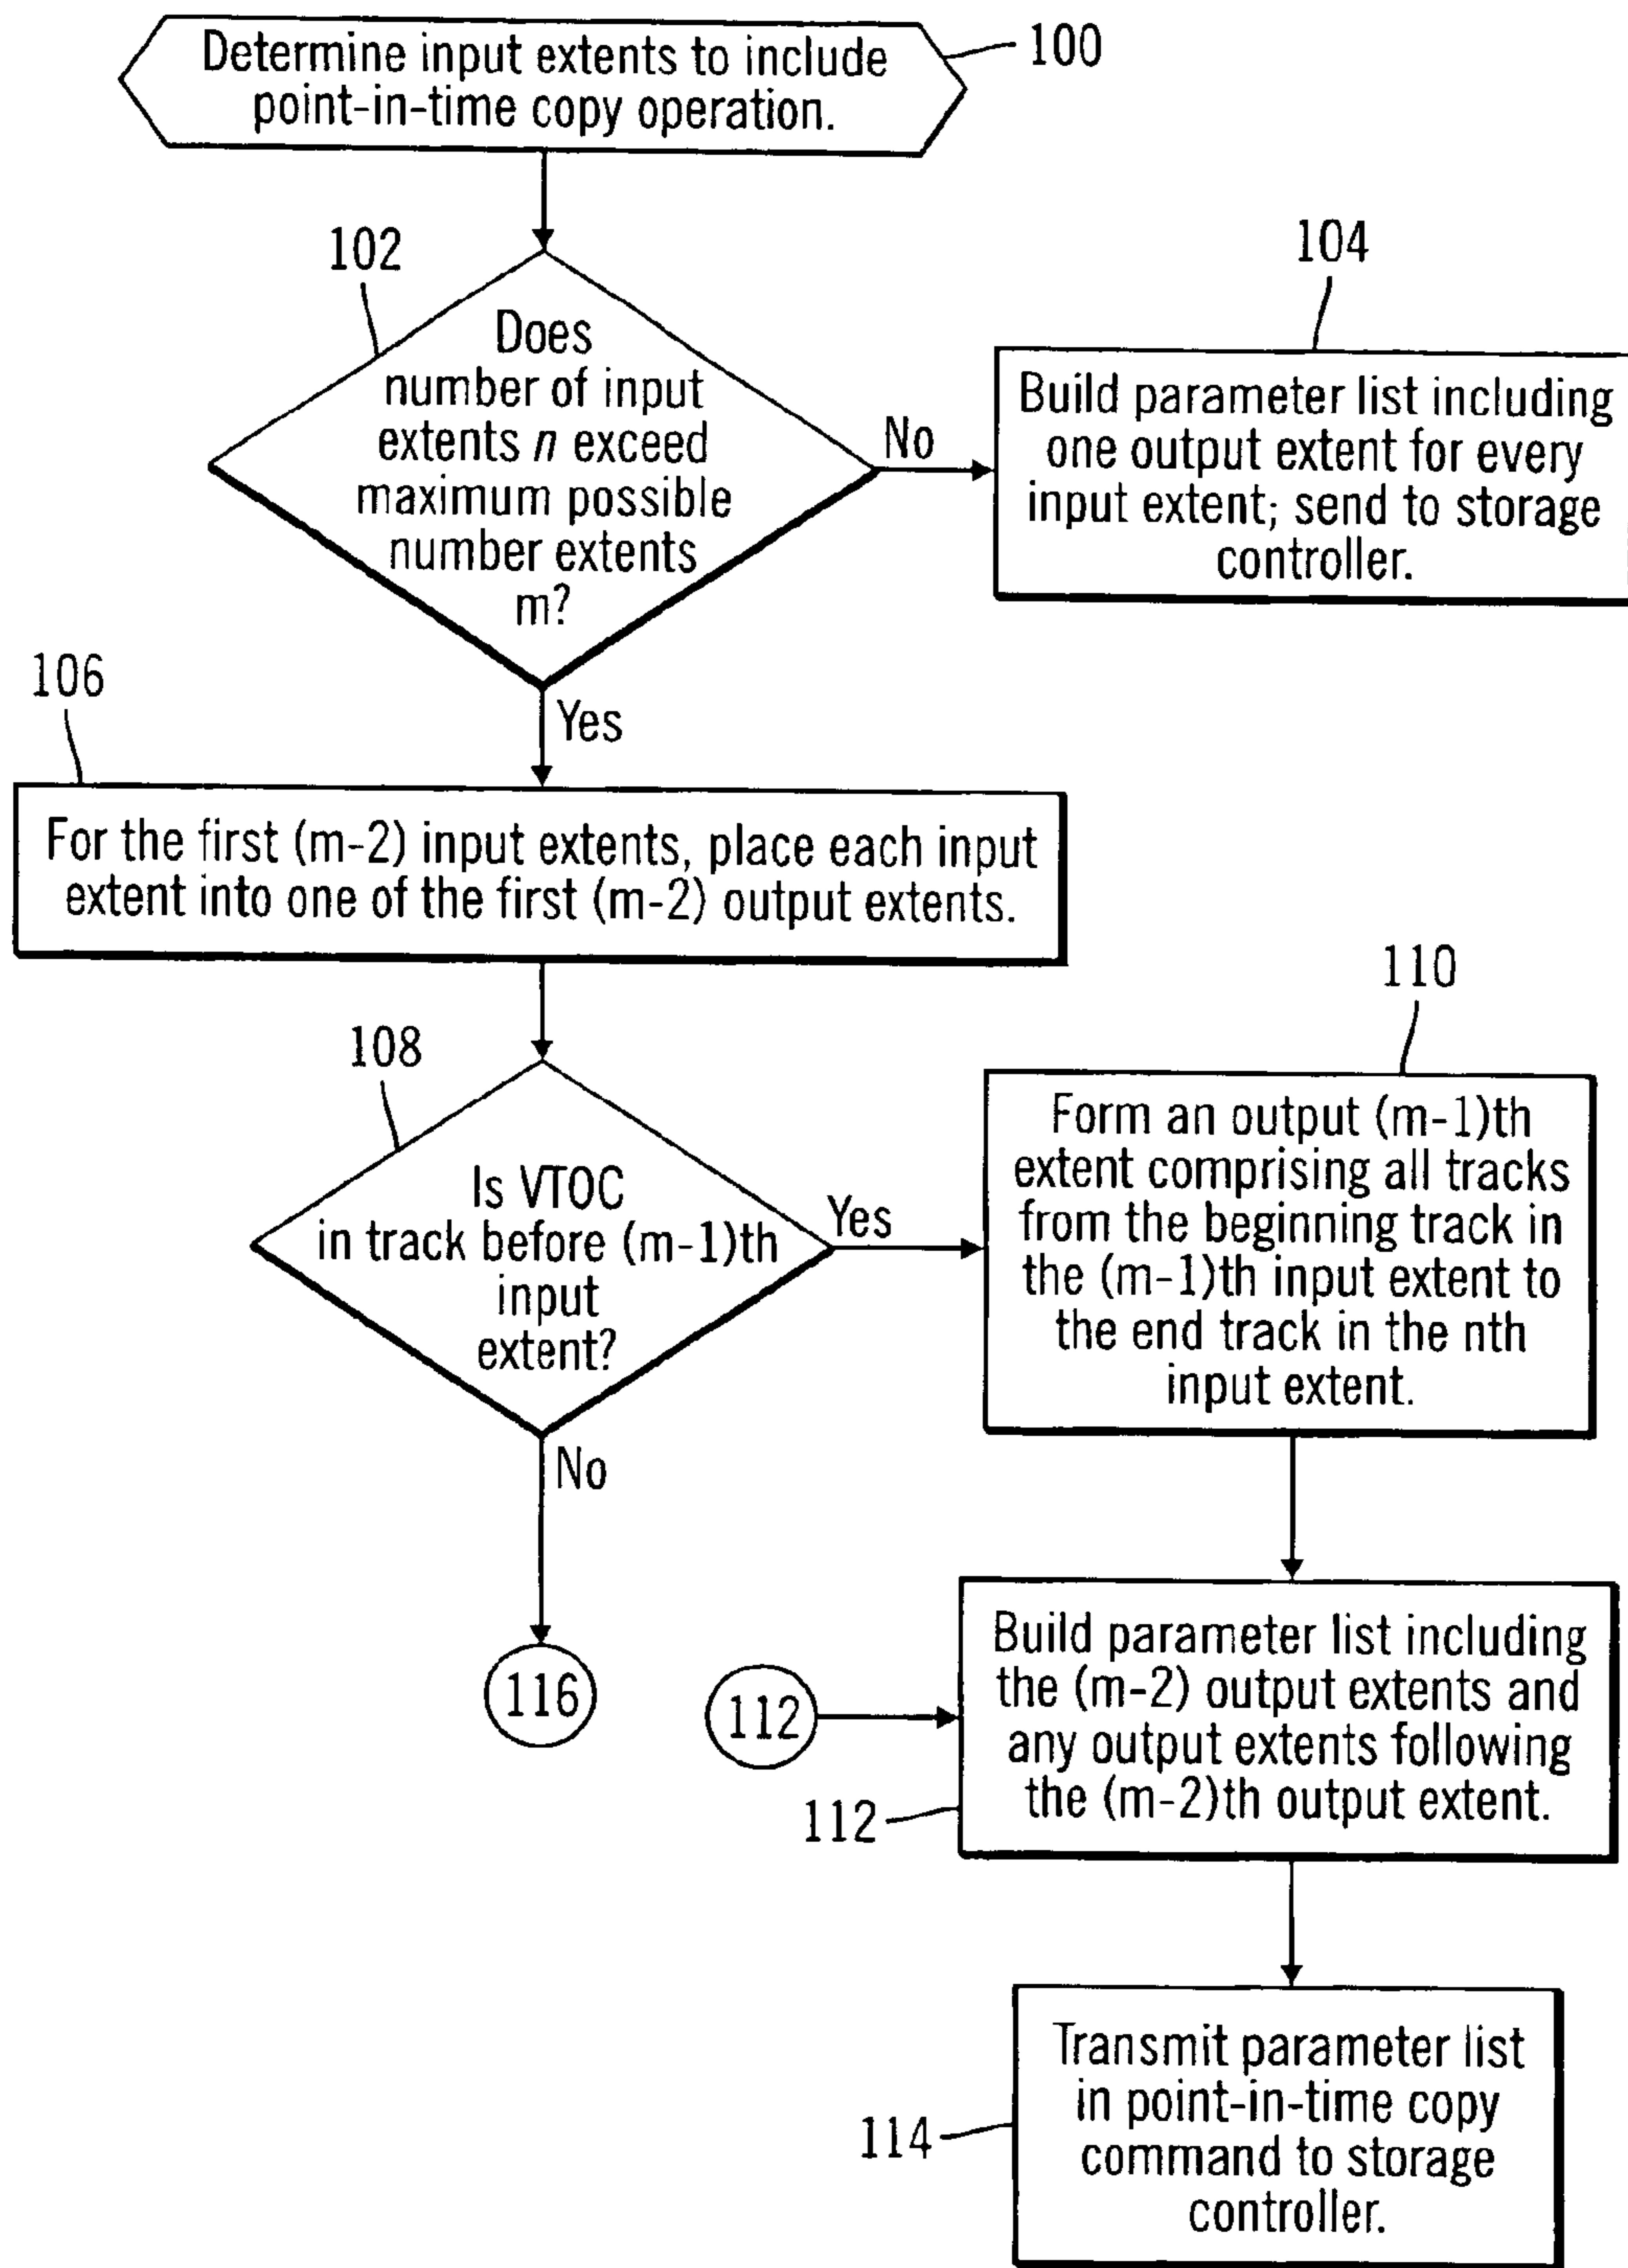 Determine input extents to include
point-in-time copy operation.
100
102
Does
number of input
extents n exceed
maximum possible
number extents
m?
No
104
Build parameter list including
one output extent for every
input extent; send to storage
controller.
Yes
106
For the first (m-2) input extents, place each input
extent into one of the first (m-2) output extents.
108
Is VTOC
in track before (m-1)th
input
extent?
Yes
110
Form an output (m-1)th
extent comprising all tracks
from the beginning track in
the (m-1)th input extent to
the end track in the nth
input extent.
No
116
112
Build parameter list including
the (m-2) output extents and
any output extents following
the (m-2)th output extent.
112
Transmit parameter list
in point-in-time copy
command to storage
controller.
114